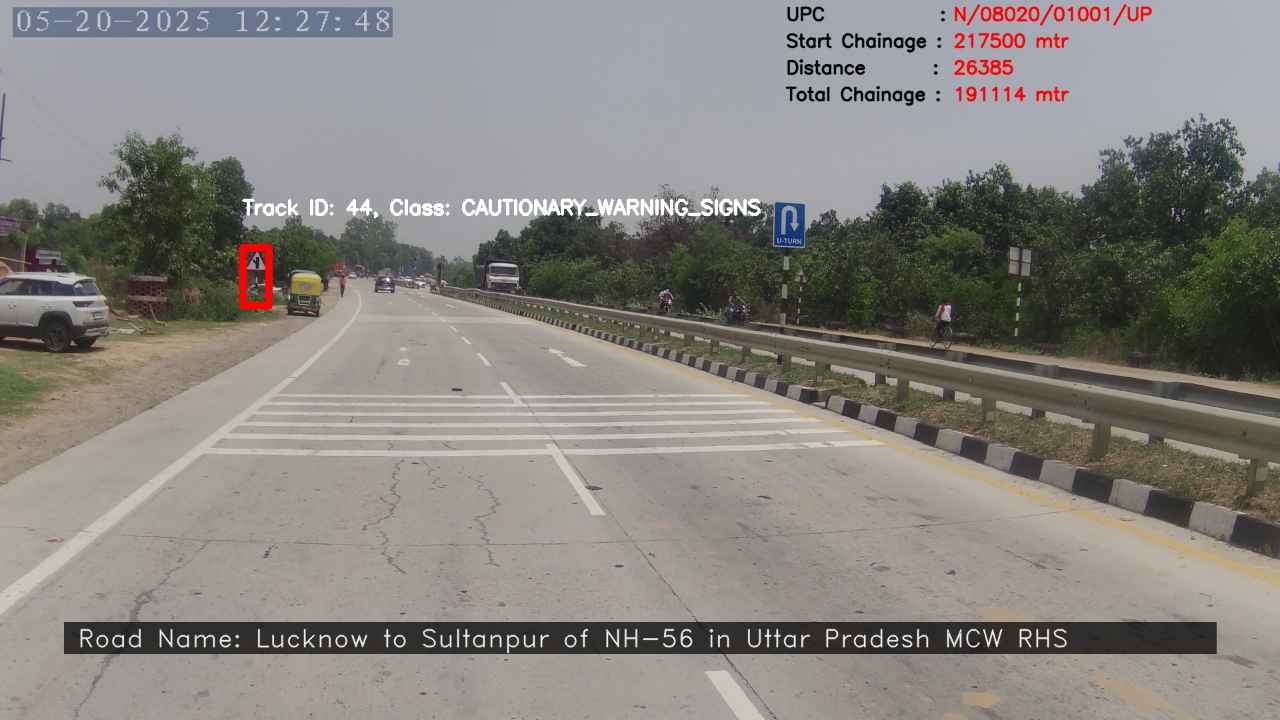 05-20-2025 12:27:48
UPC : N/08020/01001/UP
Start Chainage : 217500 mtr
Distance : 26385
Total Chainage : 191114 mtr
Track ID: 44, Class: CAUTIONARY_WARNING_SIGNS
U-TURN
Road Name: Lucknow to Sultanpur of NH-56 in Uttar Pradesh MCW RHS